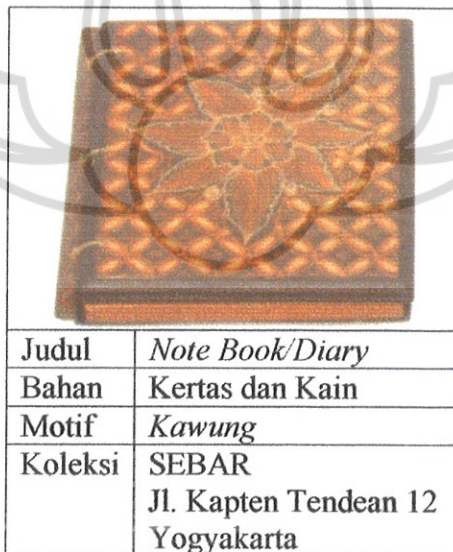 Judul Note Book/Diary
Bahan Kertas dan Kain
Motif Kawung
Koleksi SEBAR
Jl. Kapten Tendean 12
Yogyakarta